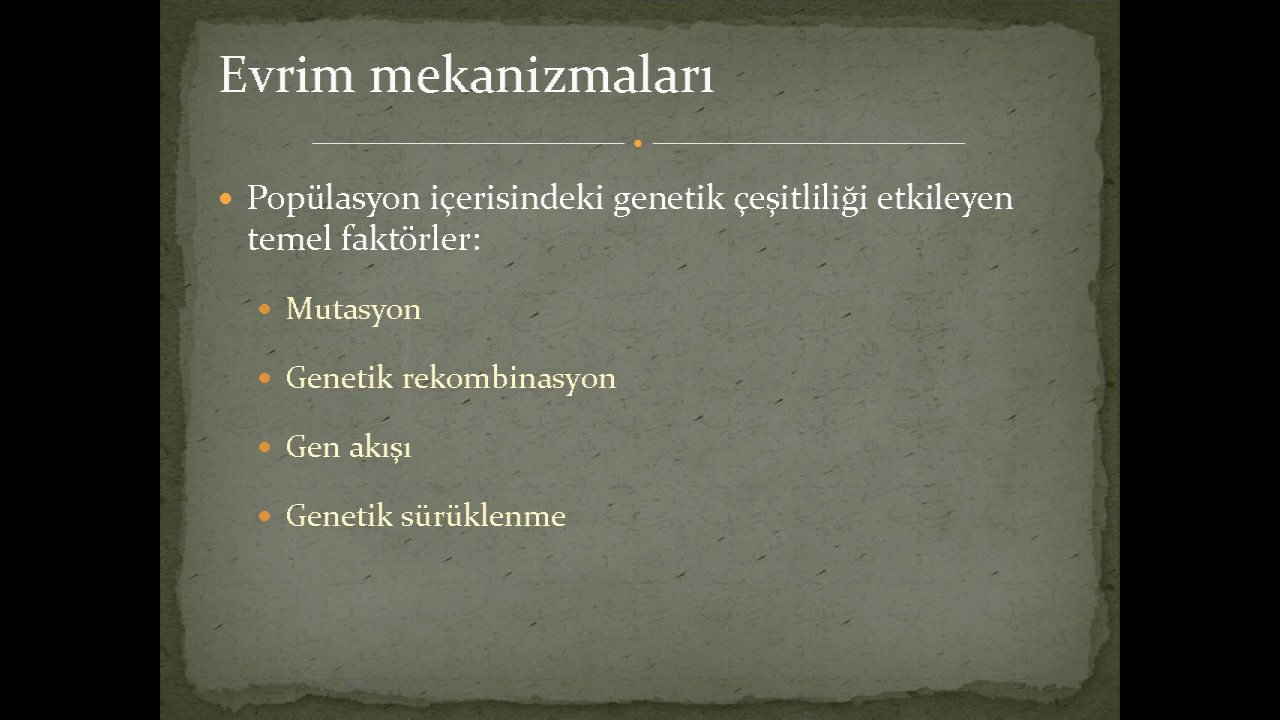 Evrim mekanizmaları
Popülasyon içerisindeki genetik çeşitliliği etkileyen
temel faktörler:
Mutasyon
Genetik rekombinasyon
Gen akışı
Genetik sürüklenme